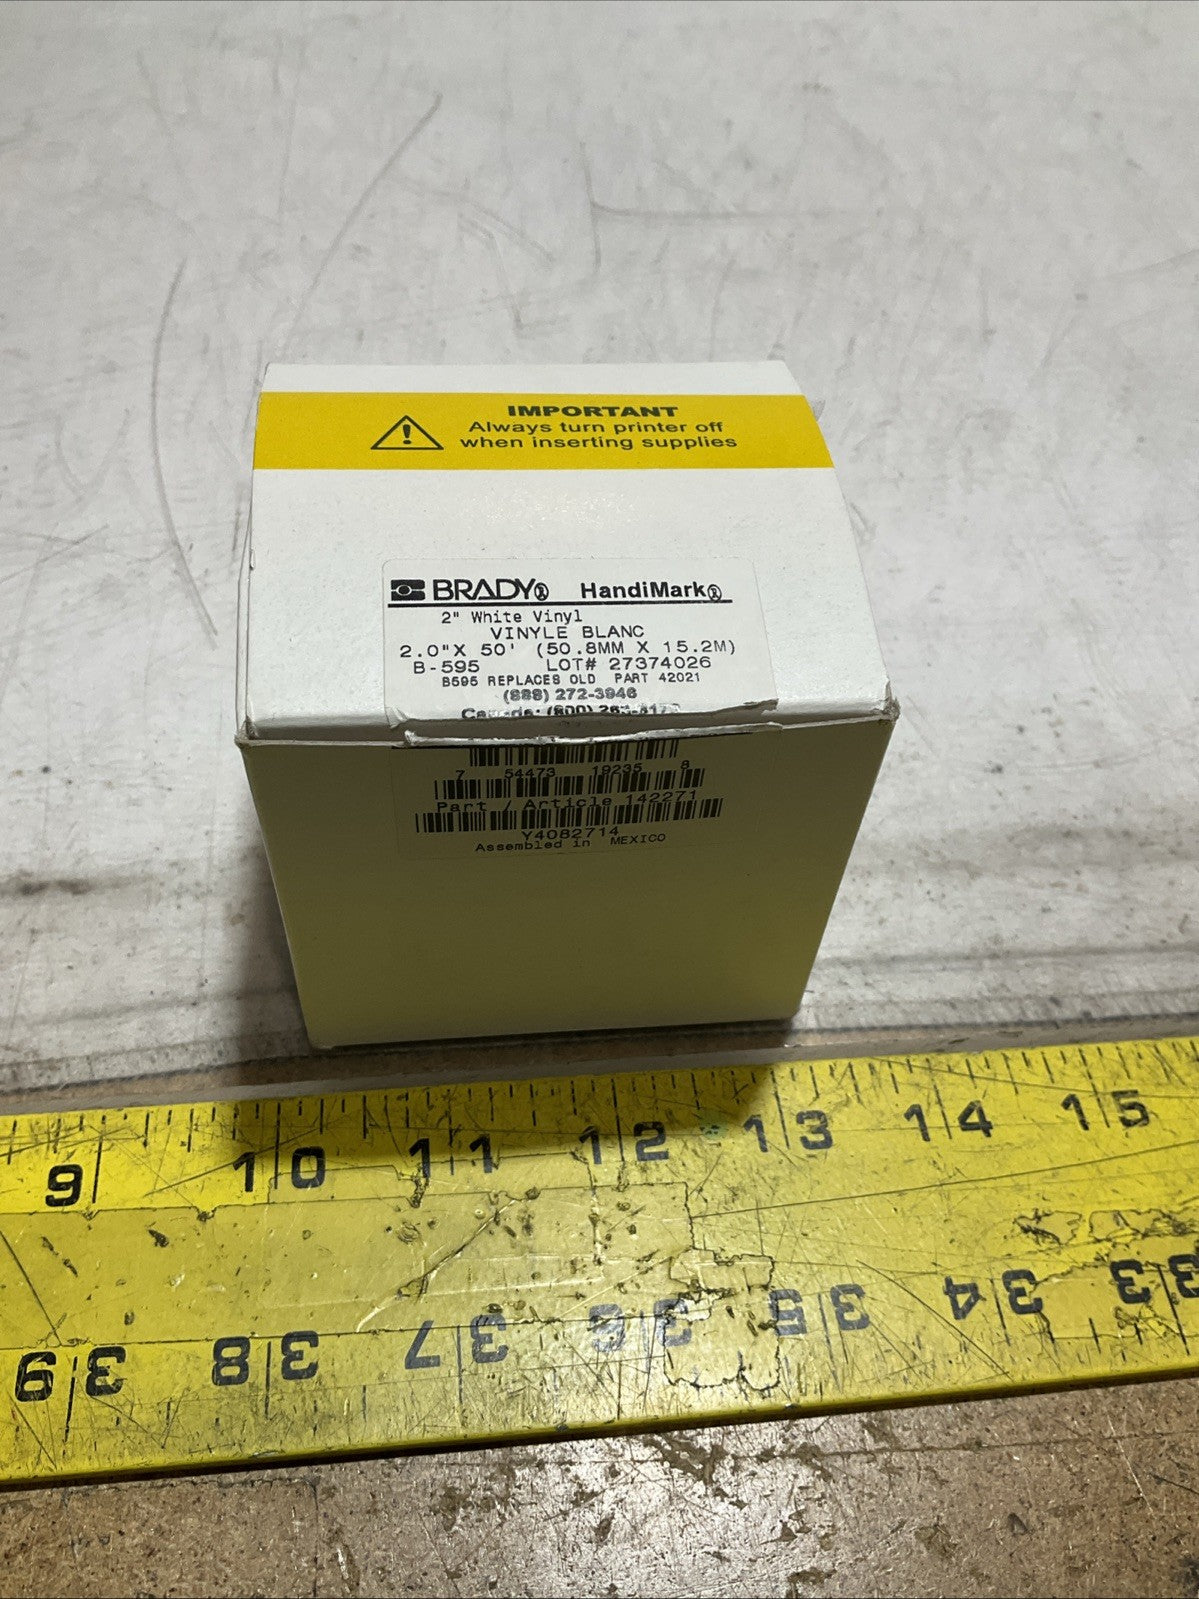 IMPORTANT
Always turn printer off
when inserting supplies
BRADY® HandiMark®
2" White Vinyl
VINYLE BLANC
2.0"X 50' (50.8MM X 15.2M)
B-595 LOT# 27374026
B595 REPLACES OLD PART 42021
(888) 272-3946
7 54473 19235 8
Part / Article 142271
Y4082714
Assembled in MEXICO
9 10 11 12 13 14 15
39 38 37 36 35 34 33